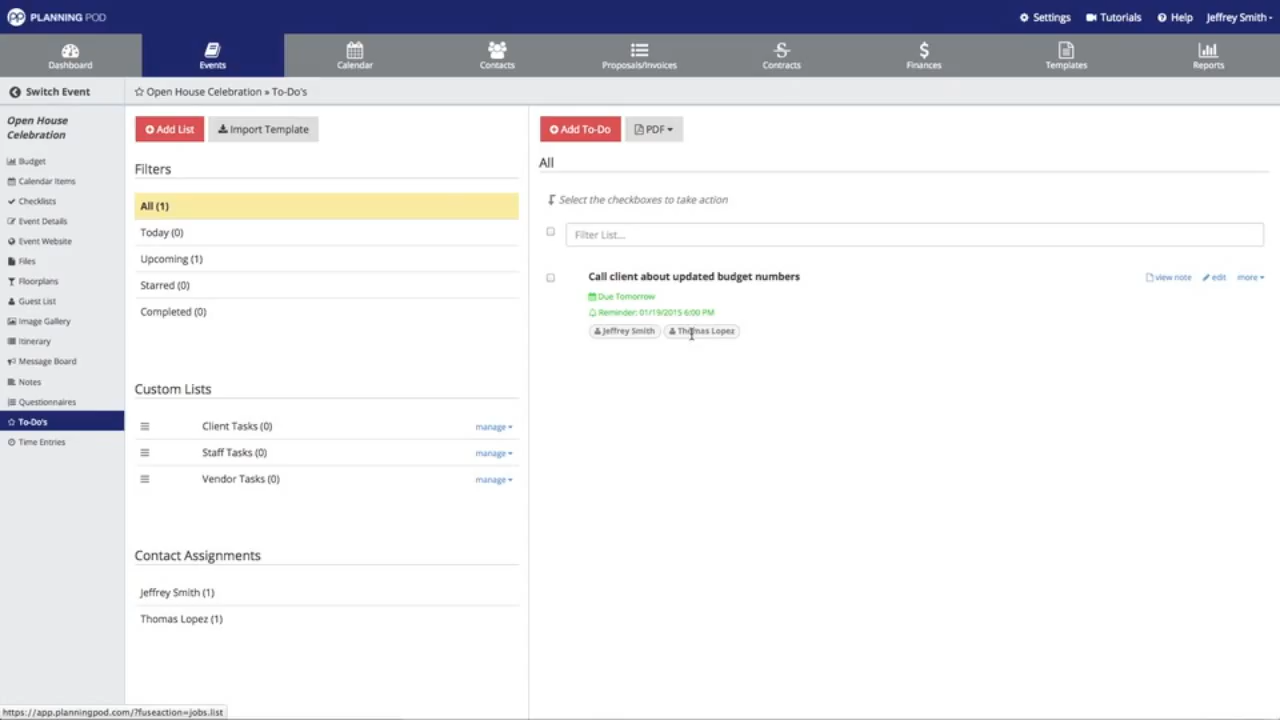 PP PLANNING POD
Settings Tutorials Help Jeffrey Smith
Dashboard Events Calendar Contacts Proposals/Invoices Contracts Finances Templates Reports
Switch Event
Open House Celebration » To-Do's
Open House
Celebration
Budget
Calendar Items
Checklists
Event Details
Event Website
Files
Floorplans
Guest List
Image Gallery
Itinerary
Message Board
Notes
Questionnaires
To-Do's
Time Entries
Add List Import Template
Filters
All (1)
Today (0)
Upcoming (1)
Starred (0)
Completed (0)
Custom Lists
Client Tasks (0) manage
Staff Tasks (0) manage
Vendor Tasks (0) manage
Contact Assignments
Jeffrey Smith (1)
Thomas Lopez (1)
Add To-Do PDF
All
Select the checkboxes to take action
Filter List...
Call client about updated budget numbers view note edit more
Due Tomorrow
Reminder: 01/19/2015 6:00 PM
Jeffrey Smith Thomas Lopez
https://app.planningpod.com/?fuseaction=jobs.list